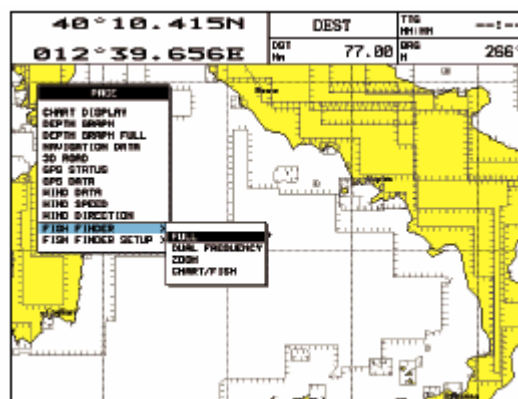 40°10.415N
012°39.656E
DEST
TTG
HH:MM
--:-
DST
Nm
77.00
BRG
M
266°
PAGE
CHART DISPLAY
DEPTH GRAPH
DEPTH GRAPH FULL
NAVIGATION DATA
3D ROAD
GPS STATUS
GPS DATA
WIND DATA
WIND SPEED
WIND DIRECTION
FISH FINDER >
FISH FINDER SETUP >
FULL
DUAL FREQUENCY
ZOOM
CHART/FISH